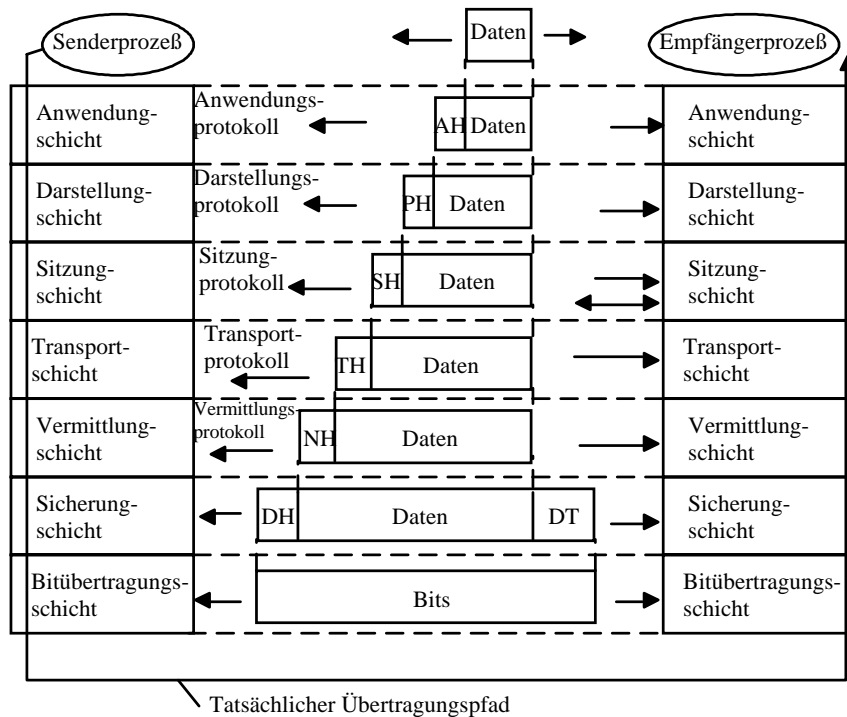 Senderprozeß
Daten
Empfängerprozeß
Anwendung-
schicht
Anwendungs-
protokoll
AH Daten
Anwendung-
schicht
Darstellung-
schicht
Darstellungs-
protokoll
PH Daten
Darstellung-
schicht
Sitzung-
schicht
Sitzung-
protokoll
SH Daten
Sitzung-
schicht
Transport-
schicht
Transport-
protokoll
TH Daten
Transport-
schicht
Vermittlung-
schicht
Vermittlungs-
protokoll
NH Daten
Vermittlung-
schicht
Sicherung-
schicht
DH Daten DT
Sicherung-
schicht
Bitübertragungs-
schicht
Bits
Bitübertragungs-
schicht
Tatsächlicher Übertragungspfad